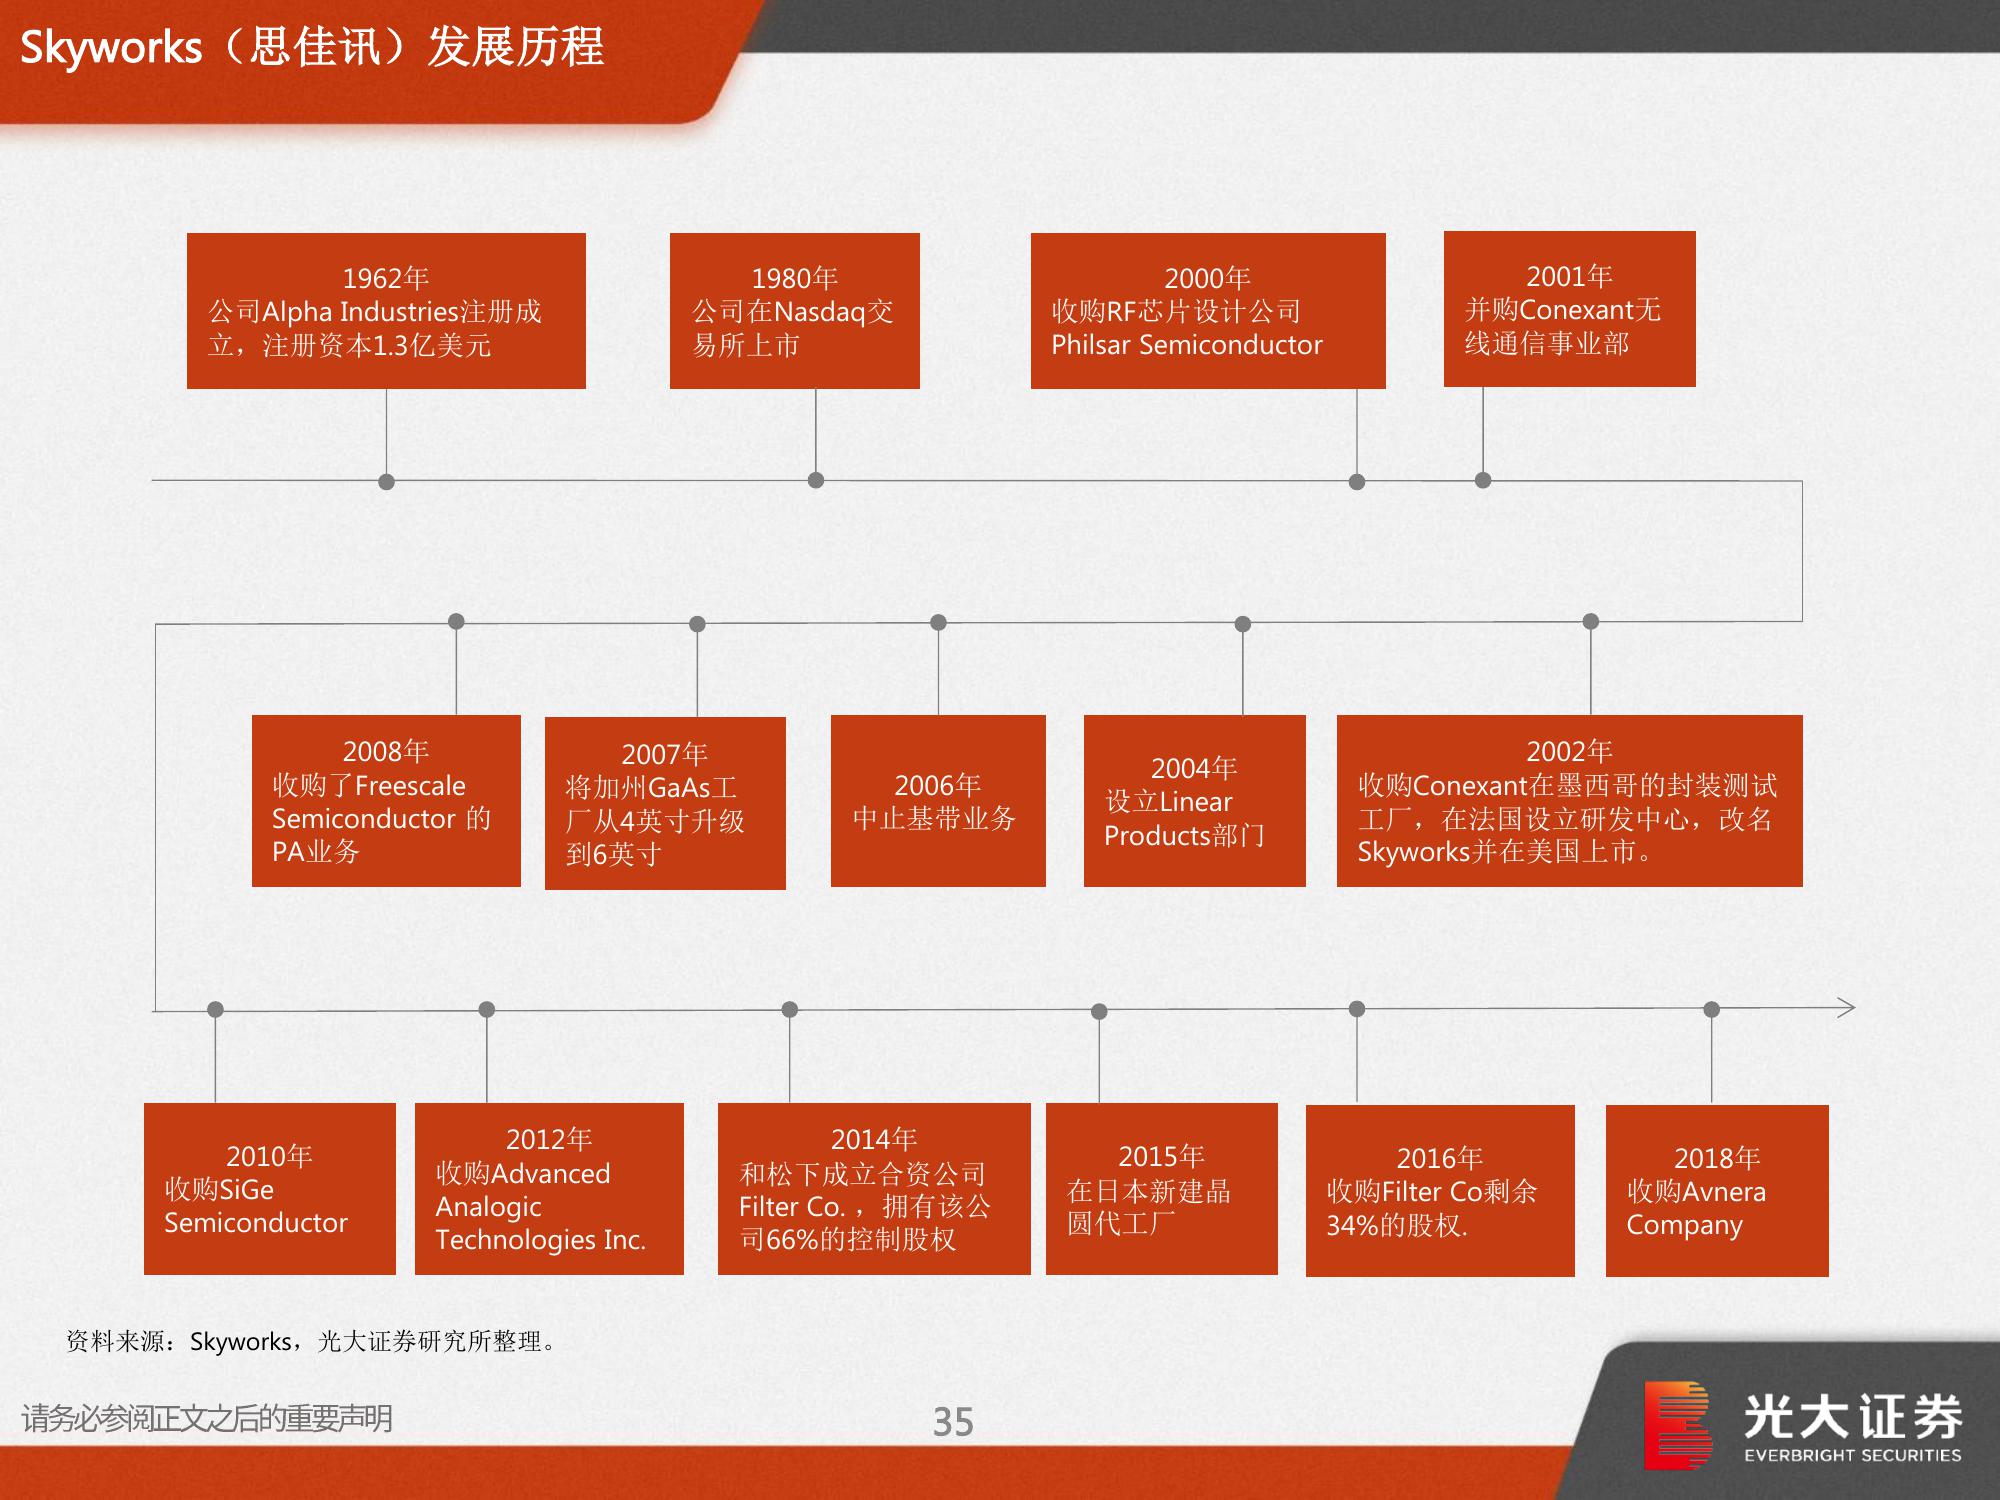 Skyworks（思佳讯）发展历程
1962年
公司Alpha Industries注册成
立，注册资本1.3亿美元
1980年
公司在Nasdaq交
易所上市
2000年
收购RF芯片设计公司
Philsar Semiconductor
2001年
并购Conexant无
线通信事业部
2008年
收购了Freescale
Semiconductor 的
PA业务
2007年
将加州GaAs工
厂从4英寸升级
到6英寸
2006年
中止基带业务
2004年
设立Linear
Products部门
2002年
收购Conexant在墨西哥的封装测试
工厂，在法国设立研发中心，改名
Skyworks并在美国上市。
2010年
收购SiGe
Semiconductor
2012年
收购Advanced
Analogic
Technologies Inc.
2014年
和松下成立合资公司
Filter Co.，拥有该公
司66%的控制股权
2015年
在日本新建晶
圆代工厂
2016年
收购Filter Co剩余
34%的股权.
2018年
收购Avnera
Company
资料来源：Skyworks，光大证券研究所整理。
请务必参阅正文之后的重要声明
35
光大证券
EVERBRIGHT SECURITIES